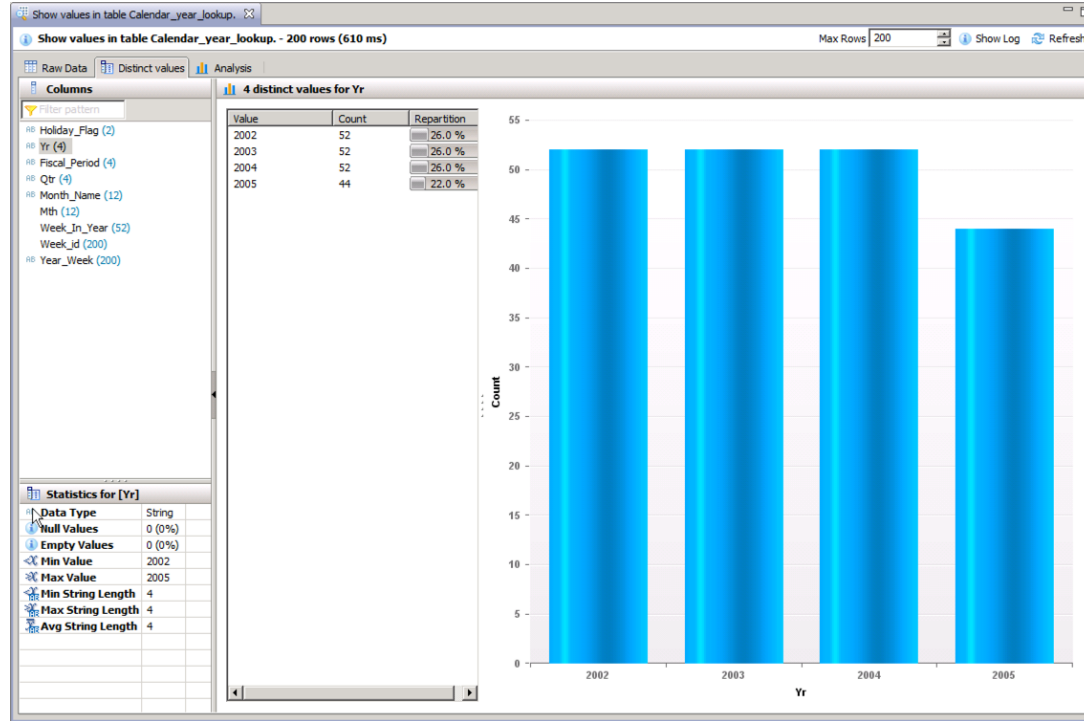 Show values in table Calendar_year_lookup.
Show values in table Calendar_year_lookup. - 200 rows (610 ms)
Max Rows 200 Show Log Refresh
Raw Data Distinct values Analysis
Columns
Filter pattern
Holiday_Flag (2)
Yr (4)
Fiscal_Period (4)
Qtr (4)
Month_Name (12)
Mth (12)
Week_In_Year (52)
Week_id (200)
Year_Week (200)
Statistics for [Yr]
Data Type String
Null Values 0 (0%)
Empty Values 0 (0%)
Min Value 2002
Max Value 2005
Min String Length 4
Max String Length 4
Avg String Length 4
4 distinct values for Yr
Value Count Repartition
2002 52 26.0 %
2003 52 26.0 %
2004 52 26.0 %
2005 44 22.0 %
55
50
45
40
35
30
25
20
15
10
5
0
Count
2002 2003 2004 2005
Yr